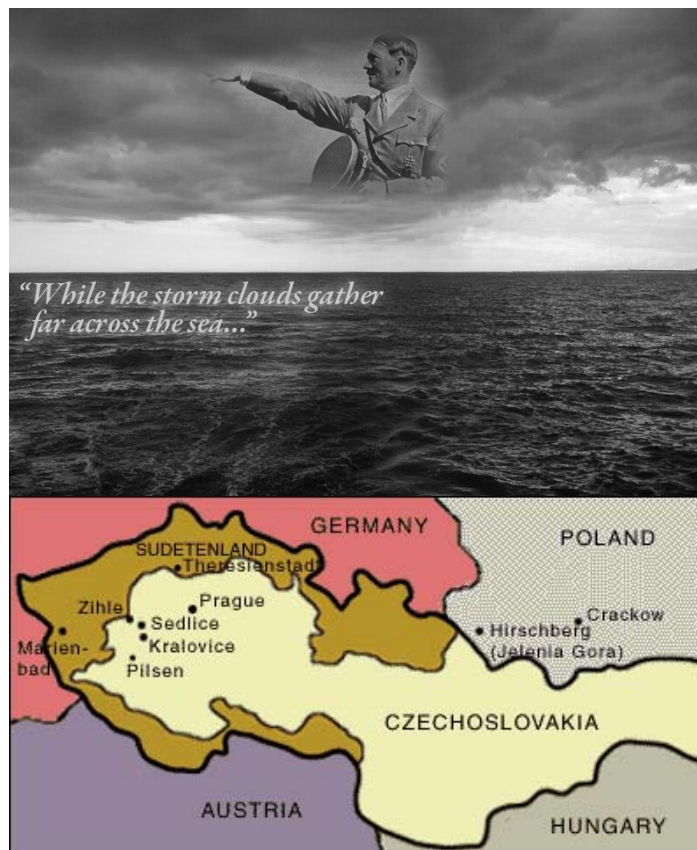 “While the storm clouds gather
far across the sea...”
GERMANY
POLAND
SUDETENLAND
Theresienstadt
Zihle
Prague
Crackow
Sedlice
Hirschberg
(Jelenia Gora)
Marien-
bad
Kralovice
Pilsen
CZECHOSLOVAKIA
AUSTRIA
HUNGARY